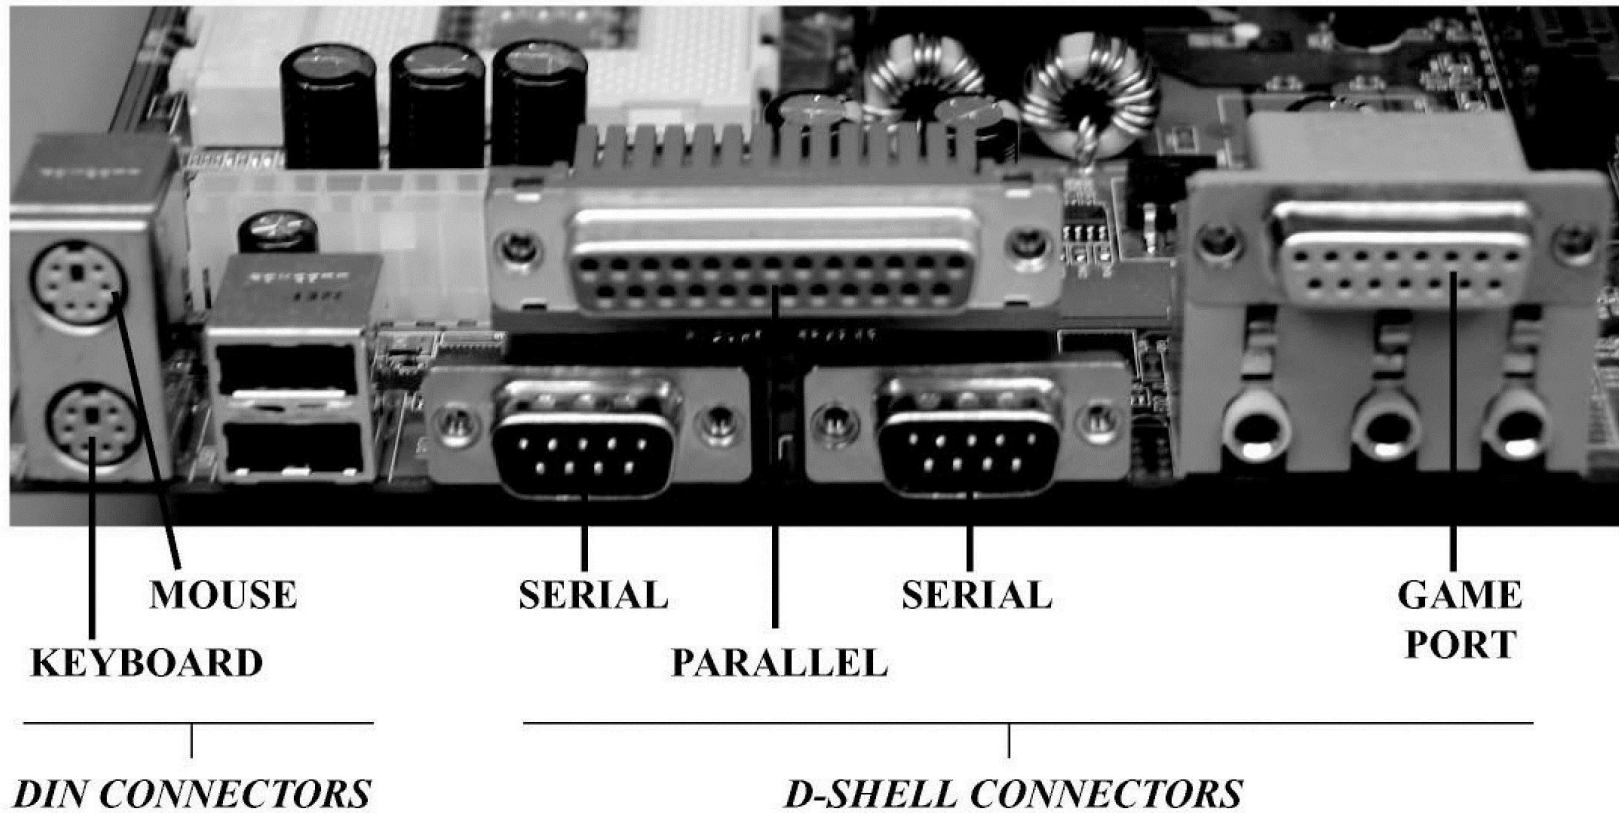 MOUSE
SERIAL
SERIAL
GAME
PORT
KEYBOARD
PARALLEL
DIN CONNECTORS
D-SHELL CONNECTORS